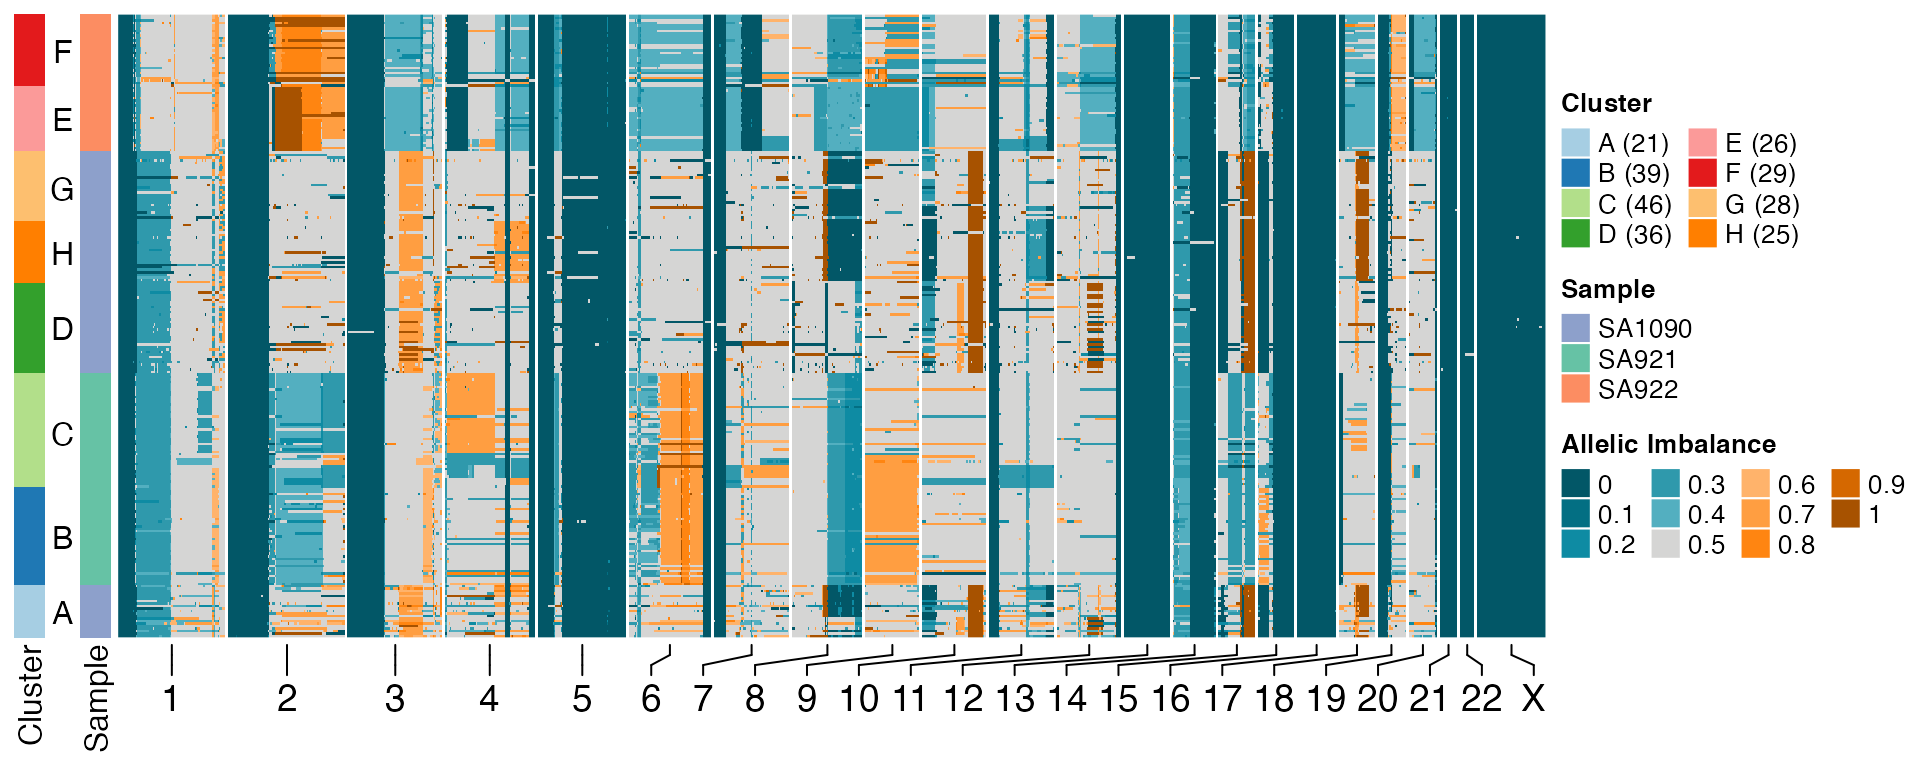 F
E
G
H
D
C
B
A
Cluster
Sample
1 2 3 4 5 6 7 8 9 10 11 12 13 14 15 16 17 18 19 20 21 22 X
Cluster
A (21) E (26)
B (39) F (29)
C (46) G (28)
D (36) H (25)
Sample
SA1090
SA921
SA922
Allelic Imbalance
0 0.3 0.6 0.9
0.1 0.4 0.7 1
0.2 0.5 0.8